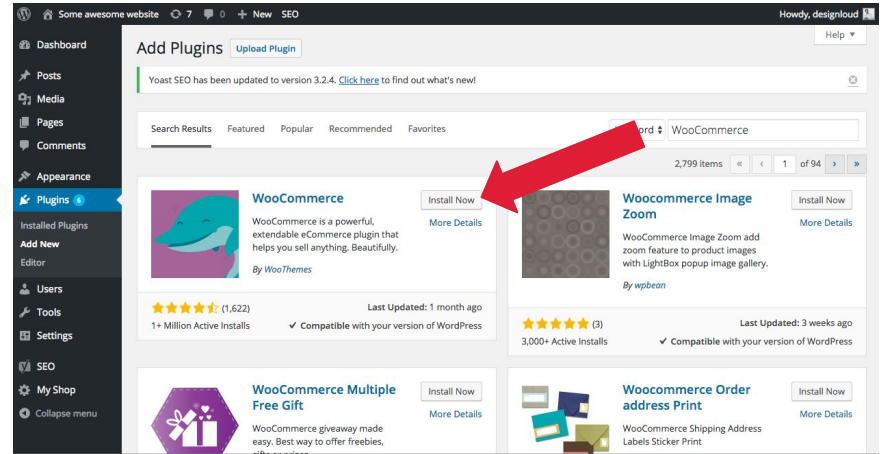 Some awesome website 7 0 + New SEO
Howdy, designloud
Dashboard
Posts
Media
Pages
Comments
Appearance
Plugins 6
Installed Plugins
Add New
Editor
Users
Tools
Settings
SEO
My Shop
Collapse menu
Help ▼
Add Plugins Upload Plugin
Yoast SEO has been updated to version 3.2.4. Click here to find out what's new!
Search Results Featured Popular Recommended Favorites
WooCommerce
2,799 items « ‹ 1 of 94 › »
WooCommerce
Install Now
More Details
WooCommerce is a powerful,
extendable eCommerce plugin that
helps you sell anything. Beautifully.
By WooThemes
(1,622)
Last Updated: 1 month ago
1+ Million Active Installs
✔ Compatible with your version of WordPress
Woocommerce Image
Zoom
Install Now
More Details
WooCommerce Image Zoom add
zoom feature to product images
with LightBox popup image gallery.
By wpbean
(3)
Last Updated: 3 weeks ago
3,000+ Active Installs
✔ Compatible with your version of WordPress
WooCommerce Multiple
Free Gift
Install Now
More Details
WooCommerce giveaway made
easy. Best way to offer freebies,
Woocommerce Order
address Print
Install Now
More Details
WooCommerce Shipping Address
Labels Sticker Print